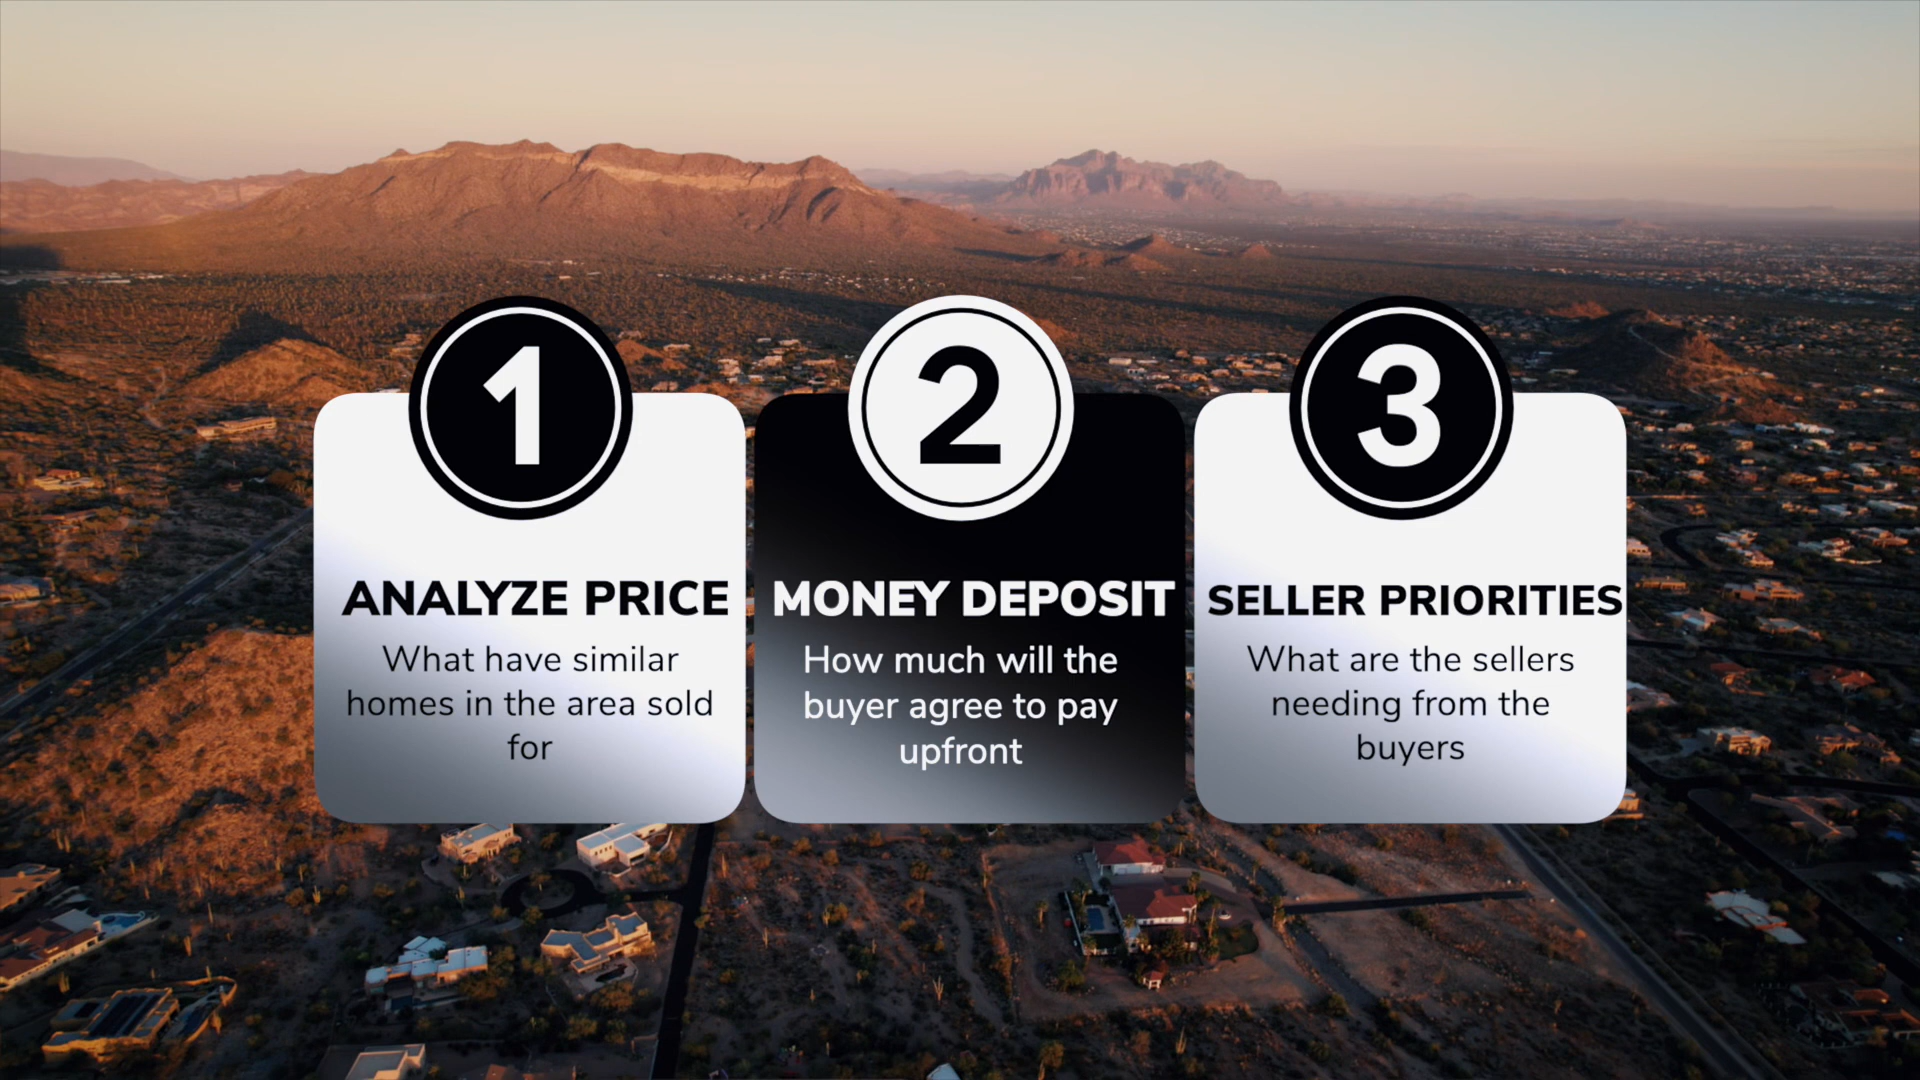 1
ANALYZE PRICE
What have similar
homes in the area sold
for
2
MONEY DEPOSIT
How much will the
buyer agree to pay
upfront
3
SELLER PRIORITIES
What are the sellers
needing from the
buyers